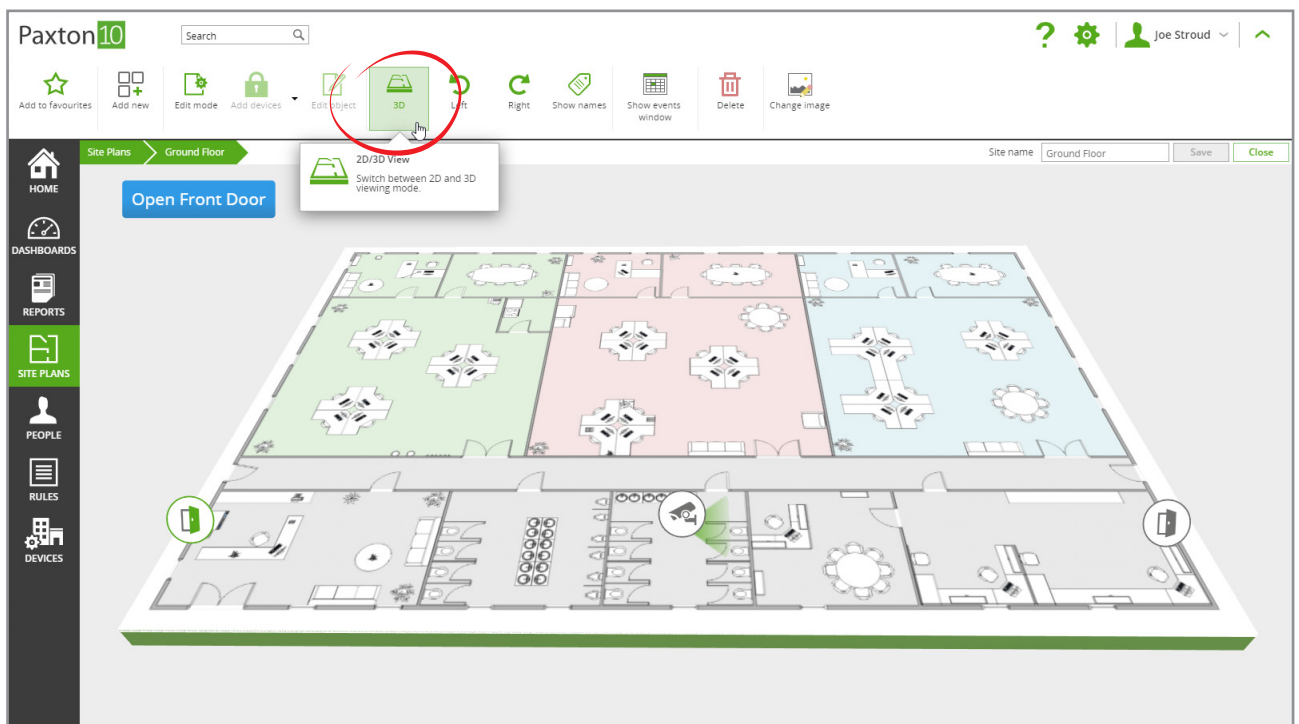 Paxton10
Search
Joe Stroud
Add to favourites
Add new
Edit mode
Add devices
Edit object
3D
Left
Right
Show names
Show events
window
Delete
Change image
2D/3D View
Switch between 2D and 3D
viewing mode.
Site Plans
Ground Floor
Site name
Ground Floor
Save
Close
Open Front Door
HOME
DASHBOARDS
REPORTS
SITE PLANS
PEOPLE
RULES
DEVICES